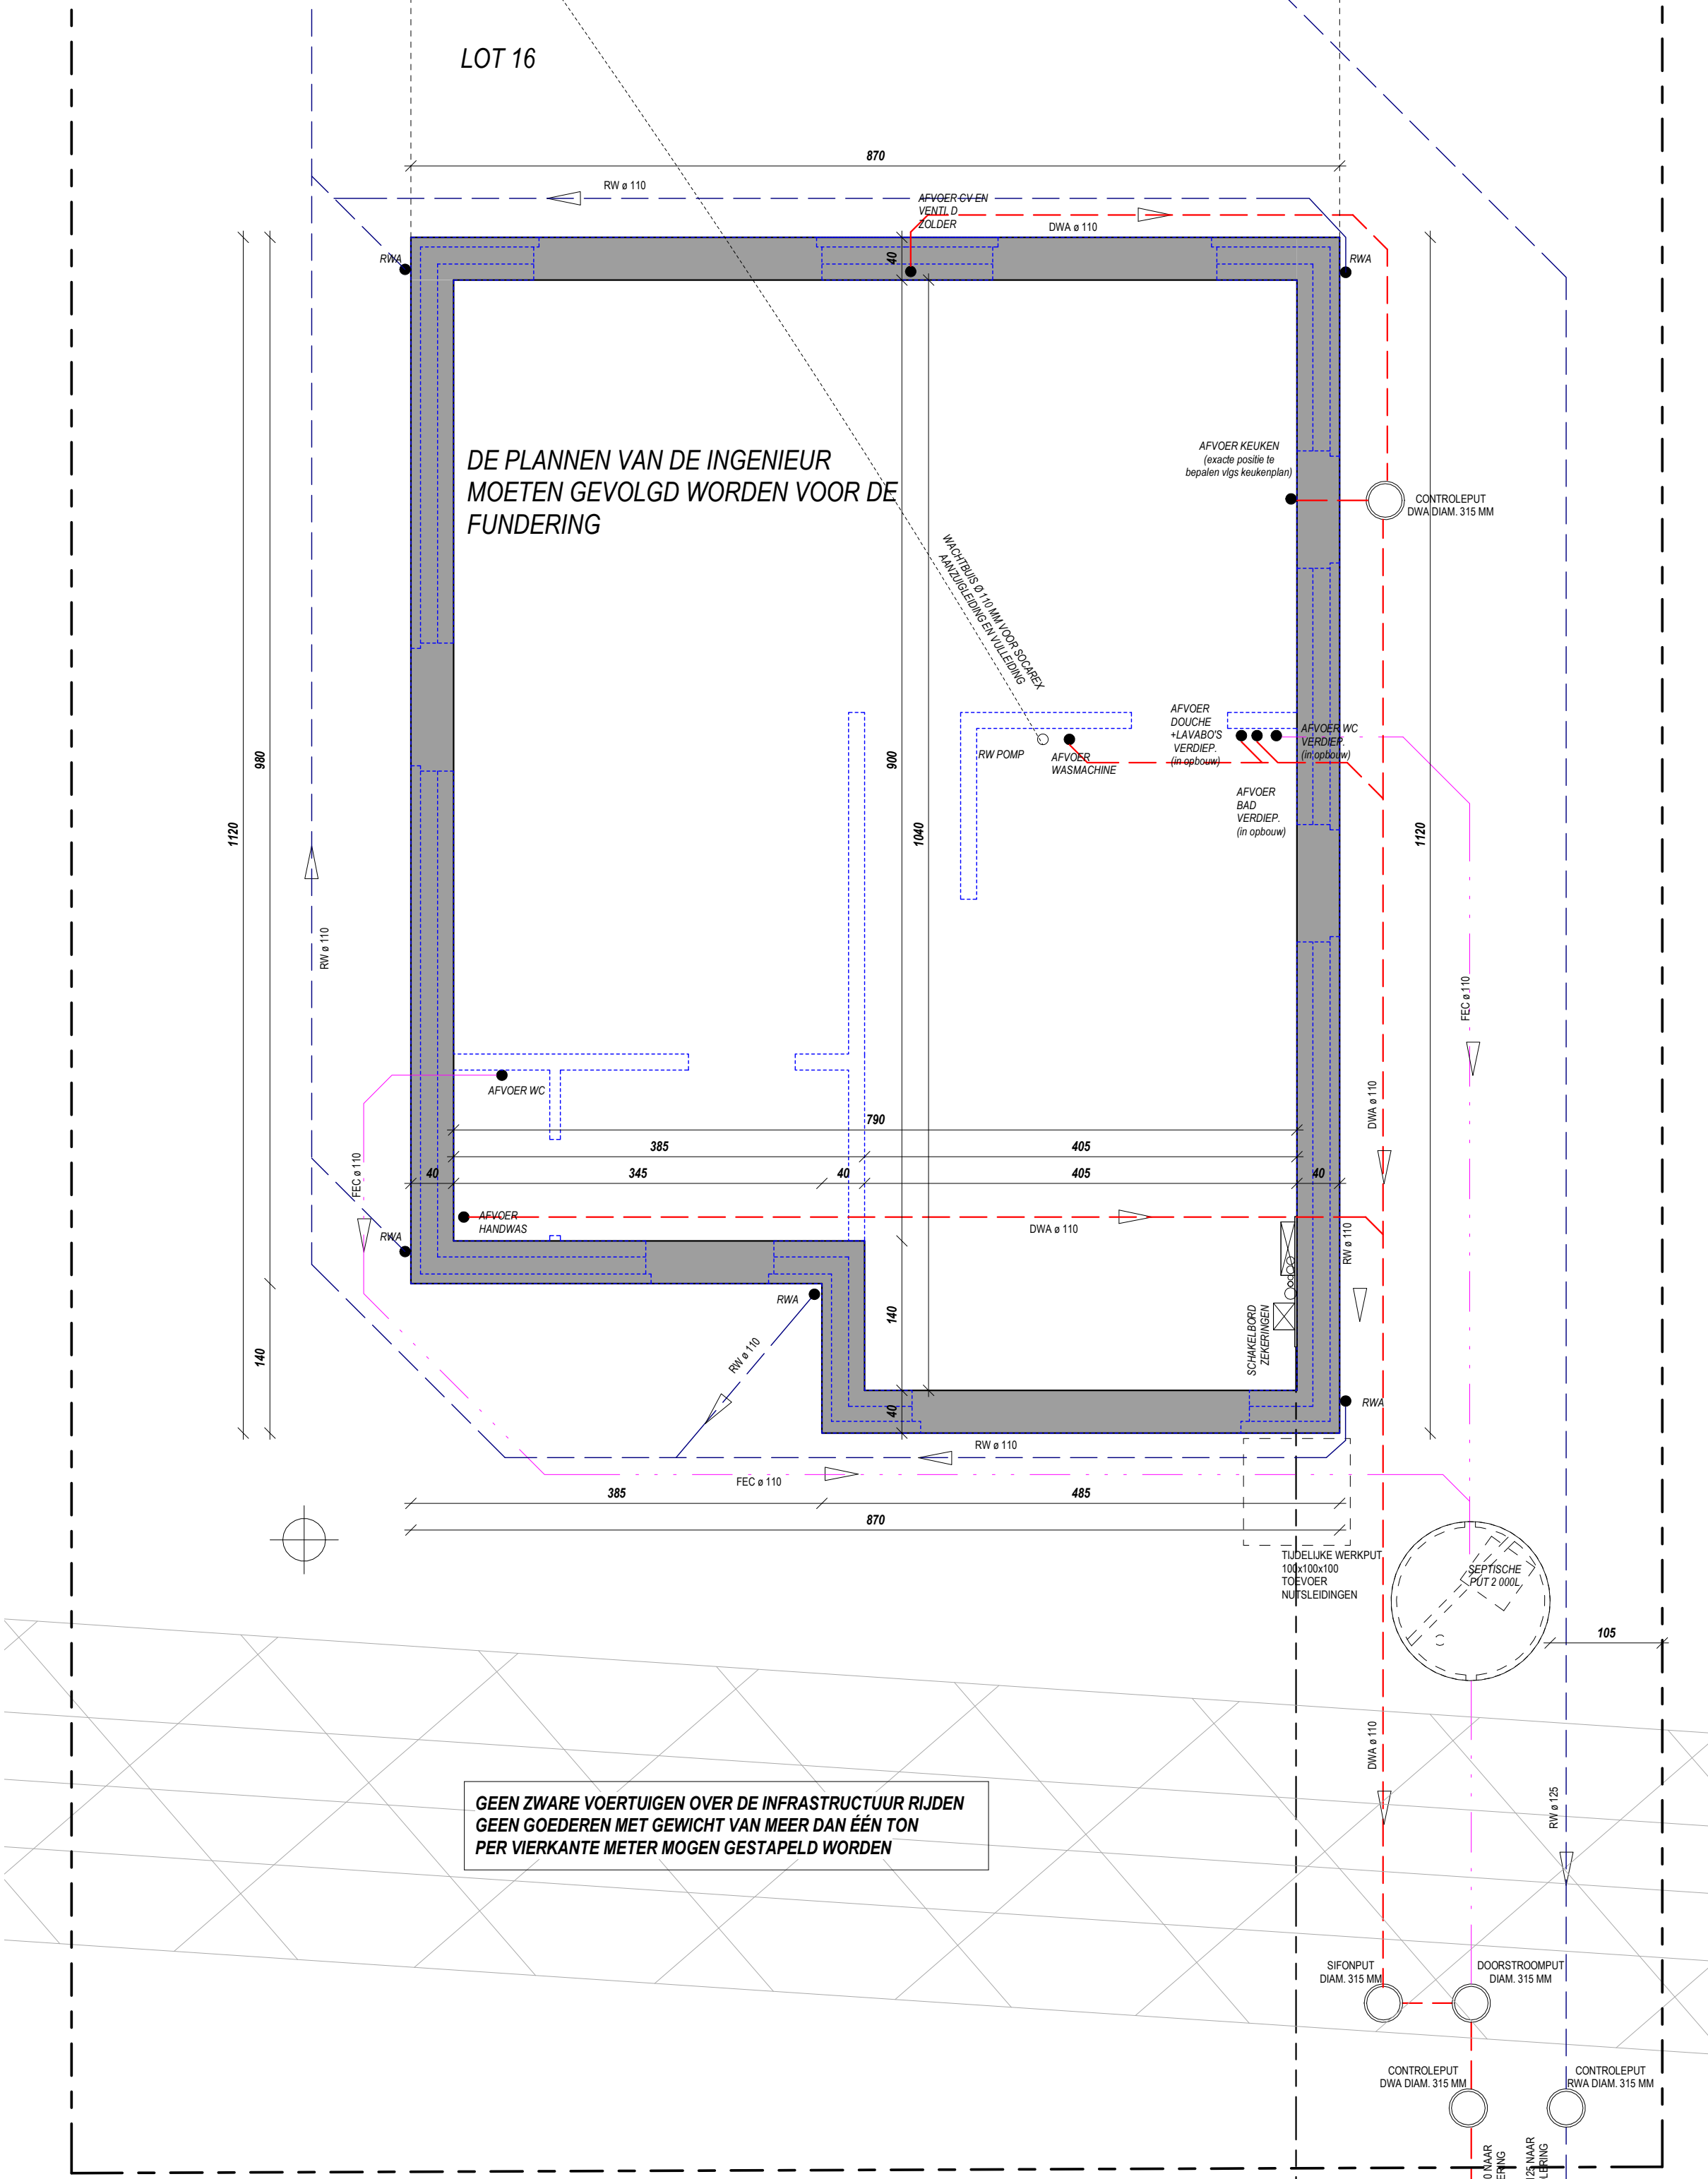 LOT 16
870
RW ø 110
AFVOER CV EN
VENTI. D
ZOLDER
DWA ø 110
RWA
40
RWA
DE PLANNEN VAN DE INGENIEUR
MOETEN GEVOLGD WORDEN VOOR DE
FUNDERING
AFVOER KEUKEN
(exacte positie te
bepalen vlgs keukenplan)
CONTROLEPUT
DWA DIAM. 315 MM
WACHTBUIS Ø 110 MM VOOR SOCAREX
AANZUIGLEIDING EN VULLEIDING
RW POMP
AFVOER
WASMACHINE
AFVOER
DOUCHE
+LAVABO'S
VERDIEP.
(in opbouw)
AFVOER WC
VERDIEP.
(in opbouw)
AFVOER
BAD
VERDIEP.
(in opbouw)
1120
980
900
1040
1120
RW ø 110
FEC ø 110
AFVOER WC
DWA ø 110
790
385
405
FEC ø 110
40
345
40
405
40
AFVOER
HANDWAS
DWA ø 110
RW ø 110
RWA
RWA
140
140
RW ø 110
SCHAKELBORD
ZEKERINGEN
40
RWA
RW ø 110
FEC ø 110
385
485
870
TIJDELIJKE WERKPUT
100x100x100
TOEVOER
NUTSLEIDINGEN
SEPTISCHE
PUT 2 000L
105
DWA ø 110
RW ø 125
GEEN ZWARE VOERTUIGEN OVER DE INFRASTRUCTUUR RIJDEN
GEEN GOEDEREN MET GEWICHT VAN MEER DAN ÉÉN TON
PER VIERKANTE METER MOGEN GESTAPELD WORDEN
SIFONPUT
DIAM. 315 MM
DOORSTROOMPUT
DIAM. 315 MM
CONTROLEPUT
DWA DIAM. 315 MM
CONTROLEPUT
RWA DIAM. 315 MM
NAAR
125 NAAR